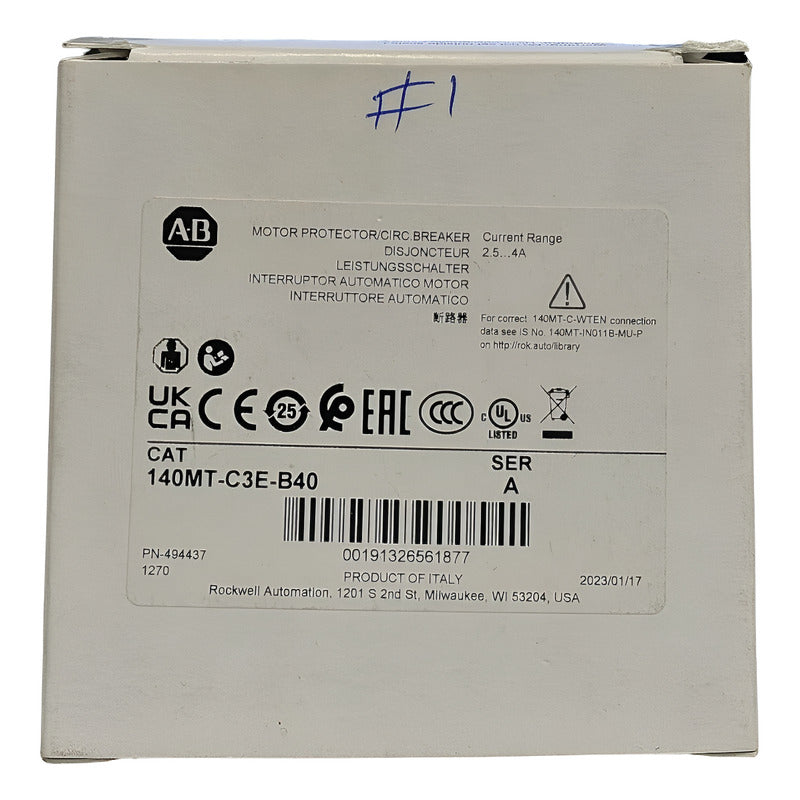 #1
A-B
MOTOR PROTECTOR/CIRC.BREAKER
DISJONCTEUR
LEISTUNGSSCHALTER
INTERRUPTOR AUTOMATICO MOTOR
INTERRUTTORE AUTOMATICO
断路器
Current Range
2.5...4A
For correct 140MT-C-WTEN connection
data see IS No. 140MT-IN011B-MU-P
on http://rok.auto/library
UK
CA CE 25 EAC CCC c UL us
LISTED
CAT
140MT-C3E-B40
SER
A
00191326561877
PN-494437
1270
PRODUCT OF ITALY
2023/01/17
Rockwell Automation. 1201 S 2nd St, Milwaukee, WI 53204, USA